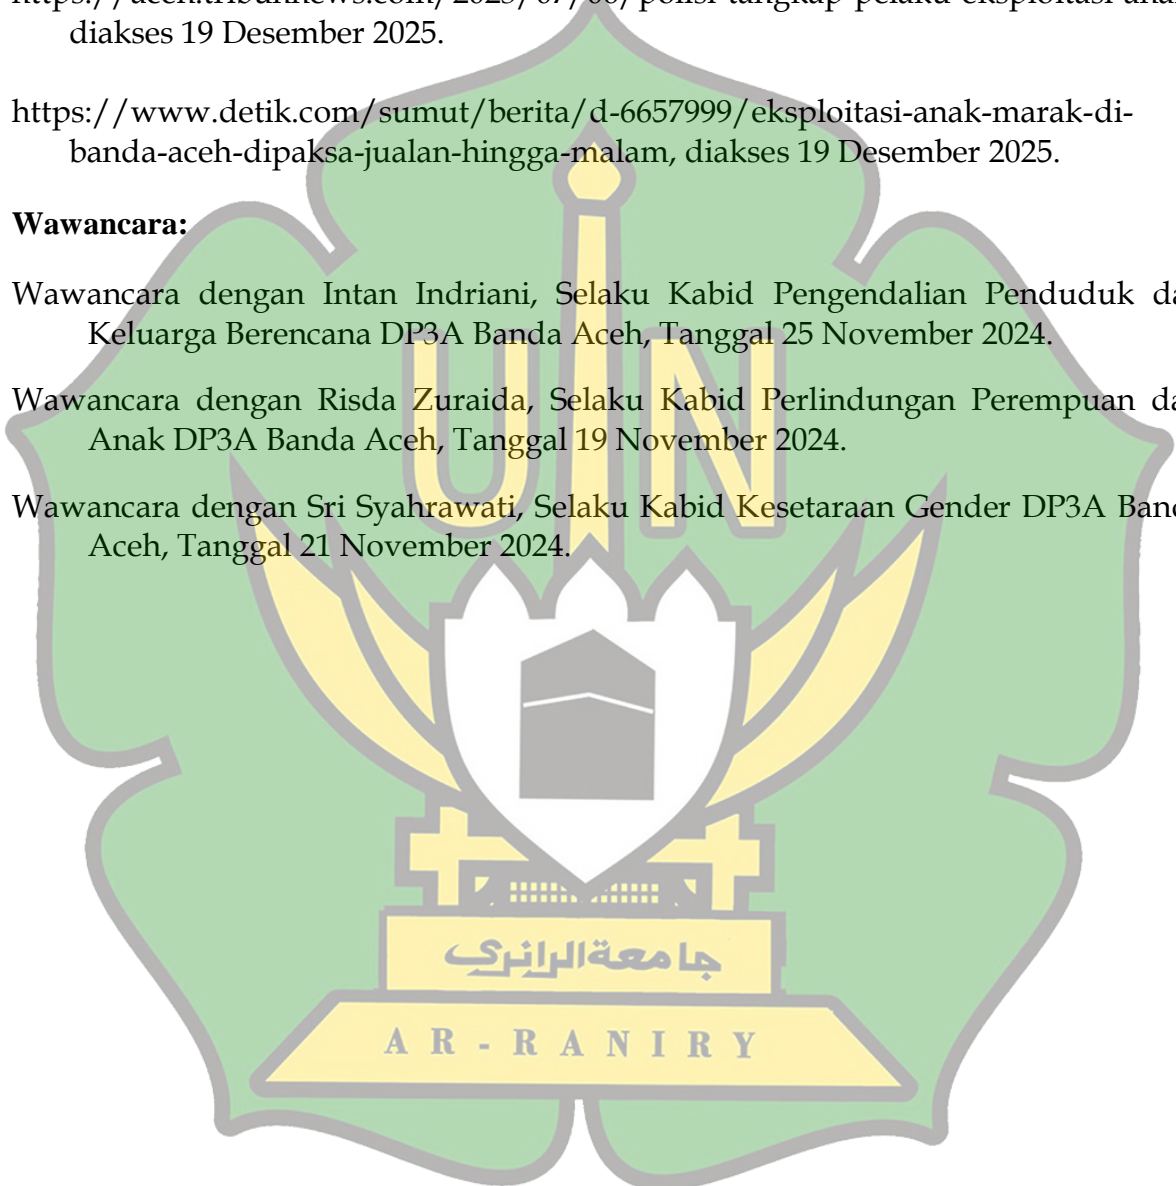 diakses 19 Desember 2025.
https://www.detik.com/sumut/berita/d-6657999/eksploitasi-anak-marak-di-
banda-aceh-dipaksa-jualan-hingga-malam, diakses 19 Desember 2025.
Wawancara:
Wawancara dengan Intan Indriani, Selaku Kabid Pengendalian Penduduk
Keluarga Berencana DP3A Banda Aceh, Tanggal 25 November 2024.
Wawancara dengan Risda Zuraida, Selaku Kabid Perlindungan Perempuan
Anak DP3A Banda Aceh, Tanggal 19 November 2024.
Wawancara dengan Sri Syahrawati, Selaku Kabid Kesetaraan Gender DP3A
Aceh, Tanggal 21 November 2024.
UIN
جامعة الرانري
AR-RANIRY